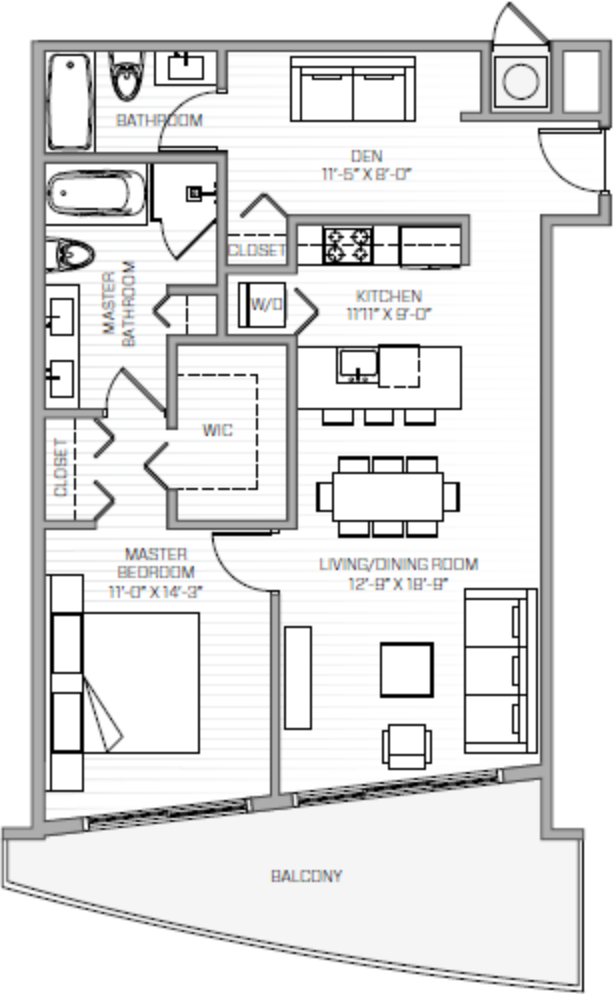 BATHROOM
DEN
11'-5" X 8'-0"
CLOSET
MASTER
BATHROOM
W/D
KITCHEN
11'11" X 9'-0"
WIC
CLOSET
MASTER
BEDROOM
11'-0" X 14'-3"
LIVING/DINING ROOM
12'-9" X 18'-9"
BALCONY